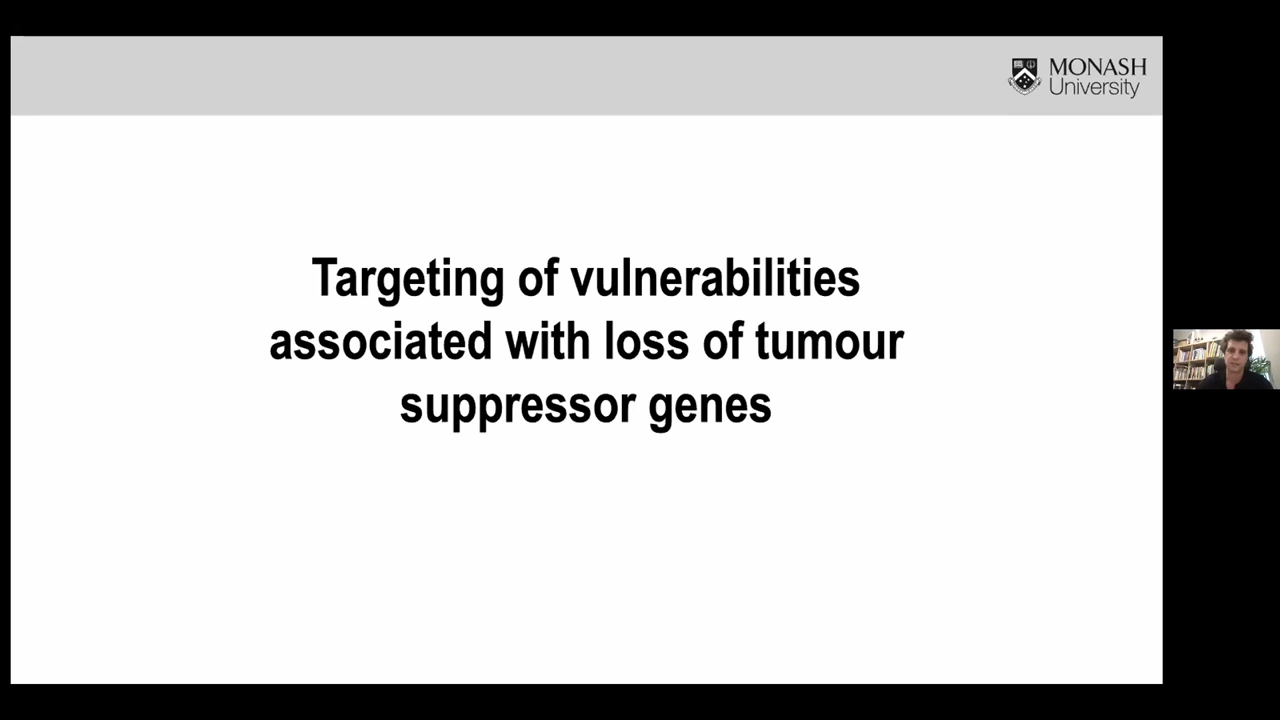 MONASH
University
Targeting of vulnerabilities
associated with loss of tumour
suppressor genes